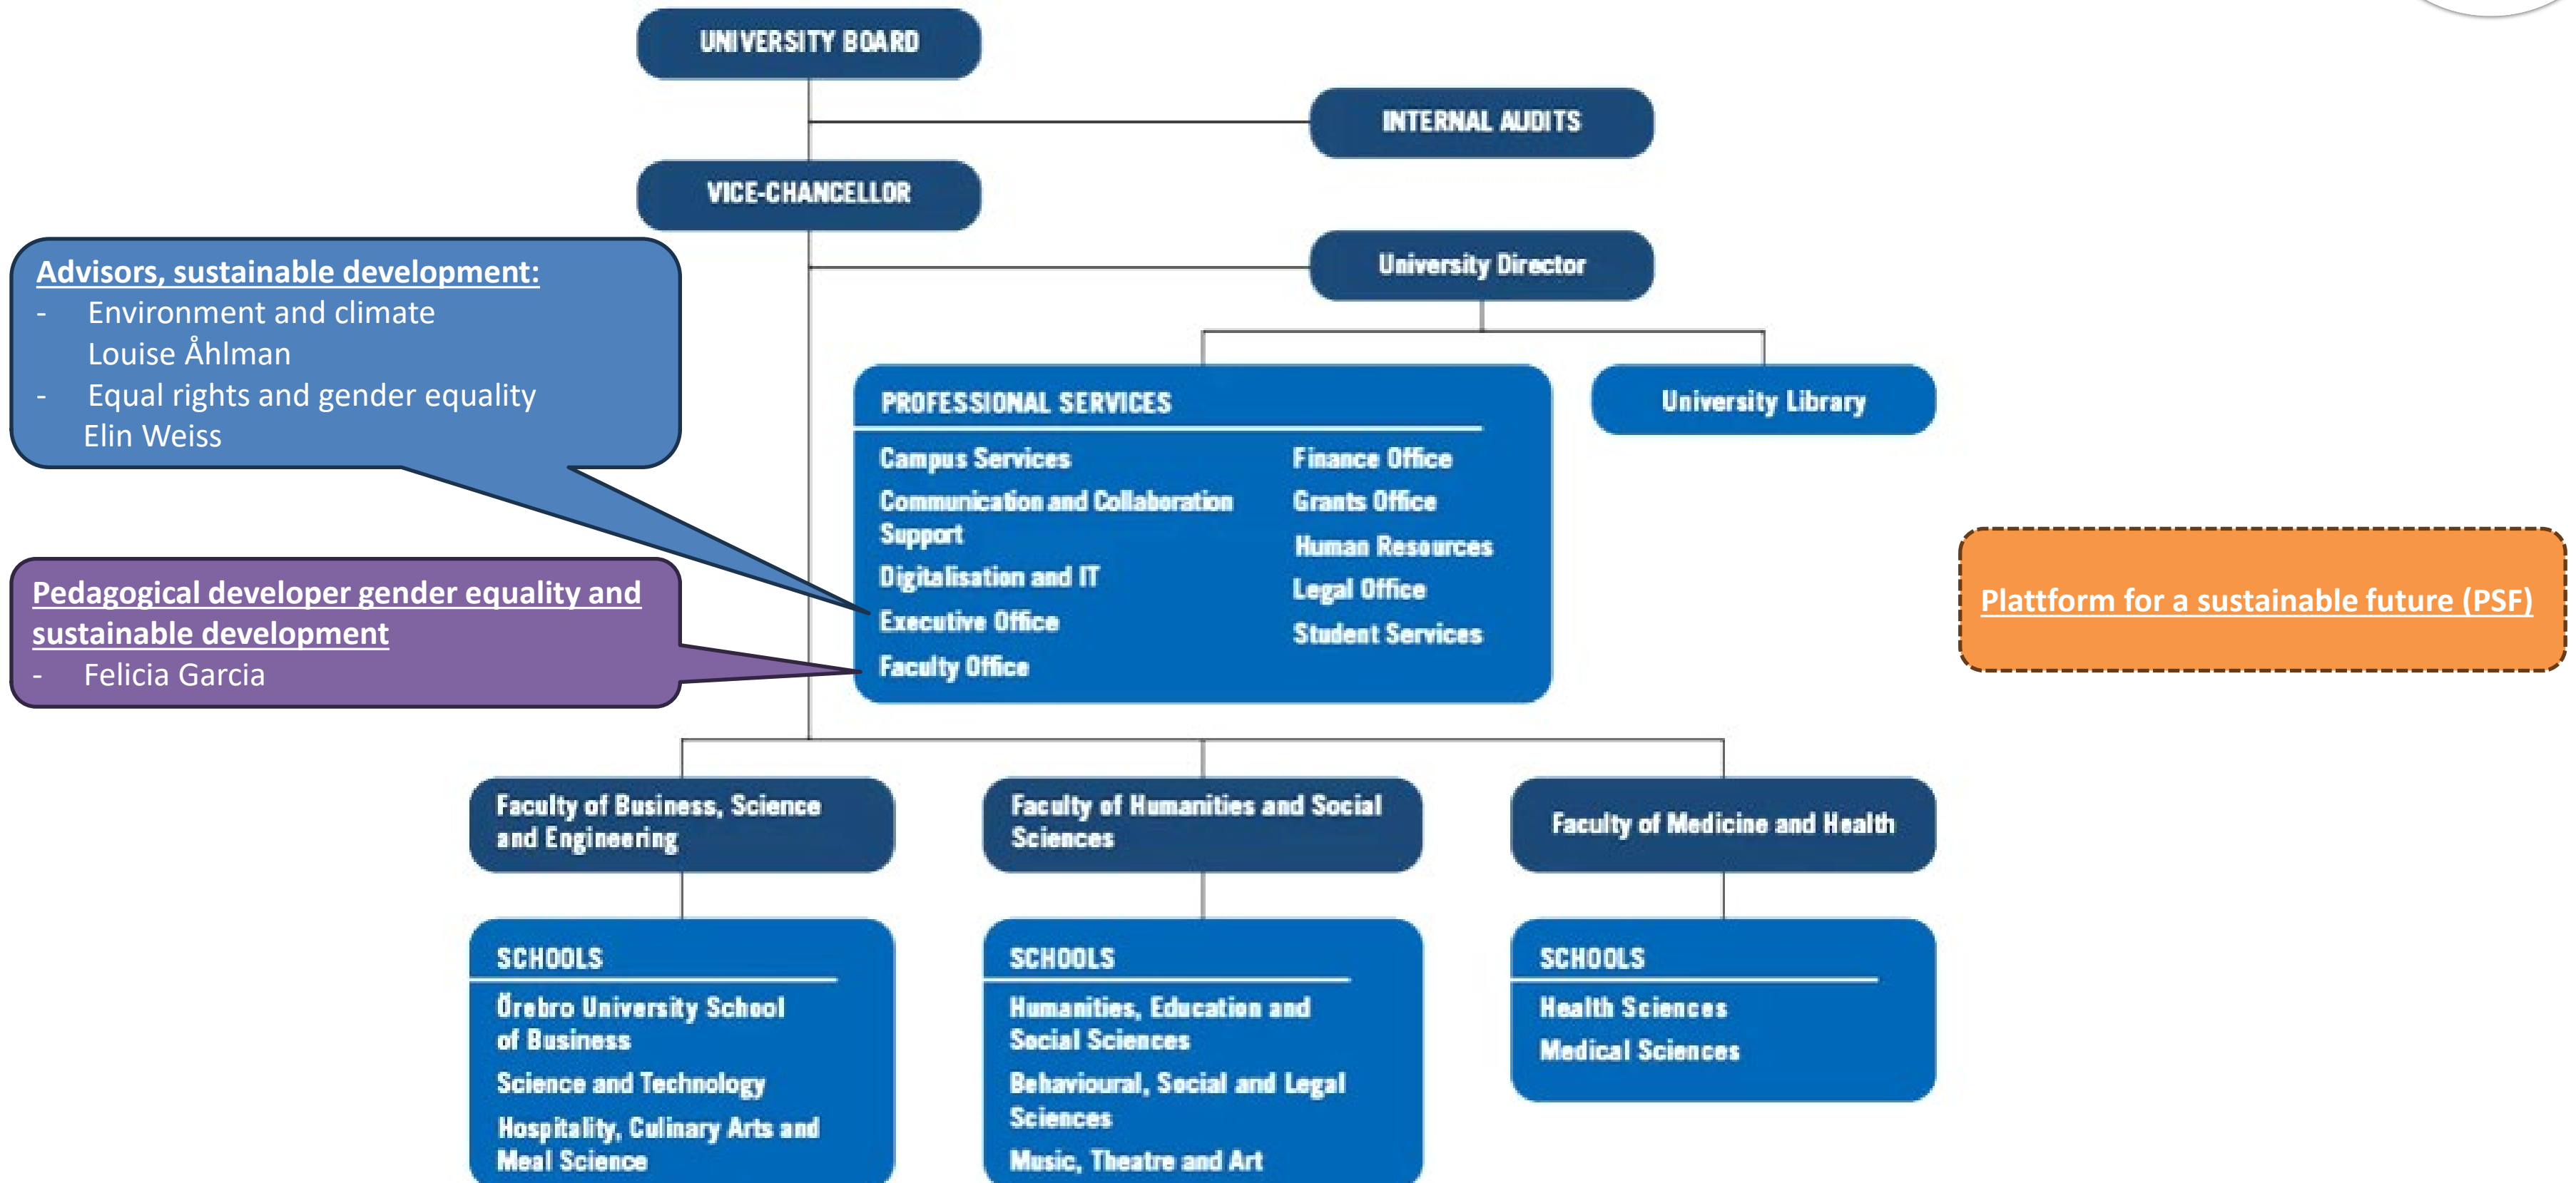 UNIVERSITY BOARD
INTERNAL AUDITS
VICE-CHANCELLOR
University Director
Advisors, sustainable development:
- Environment and climate
Louise Åhlman
- Equal rights and gender equality
Elin Weiss
PROFESSIONAL SERVICES
Campus Services
Communication and Collaboration
Support
Digitalisation and IT
Executive Office
Faculty Office
Finance Office
Grants Office
Human Resources
Legal Office
Student Services
University Library
Pedagogical developer gender equality and
sustainable development
- Felicia Garcia
Plattform for a sustainable future (PSF)
Faculty of Business, Science
and Engineering
Faculty of Humanities and Social
Sciences
Faculty of Medicine and Health
SCHOOLS
Örebro University School
of Business
Science and Technology
Hospitality, Culinary Arts and
Meal Science
SCHOOLS
Humanities, Education and
Social Sciences
Behavioural, Social and Legal
Sciences
Music, Theatre and Art
SCHOOLS
Health Sciences
Medical Sciences